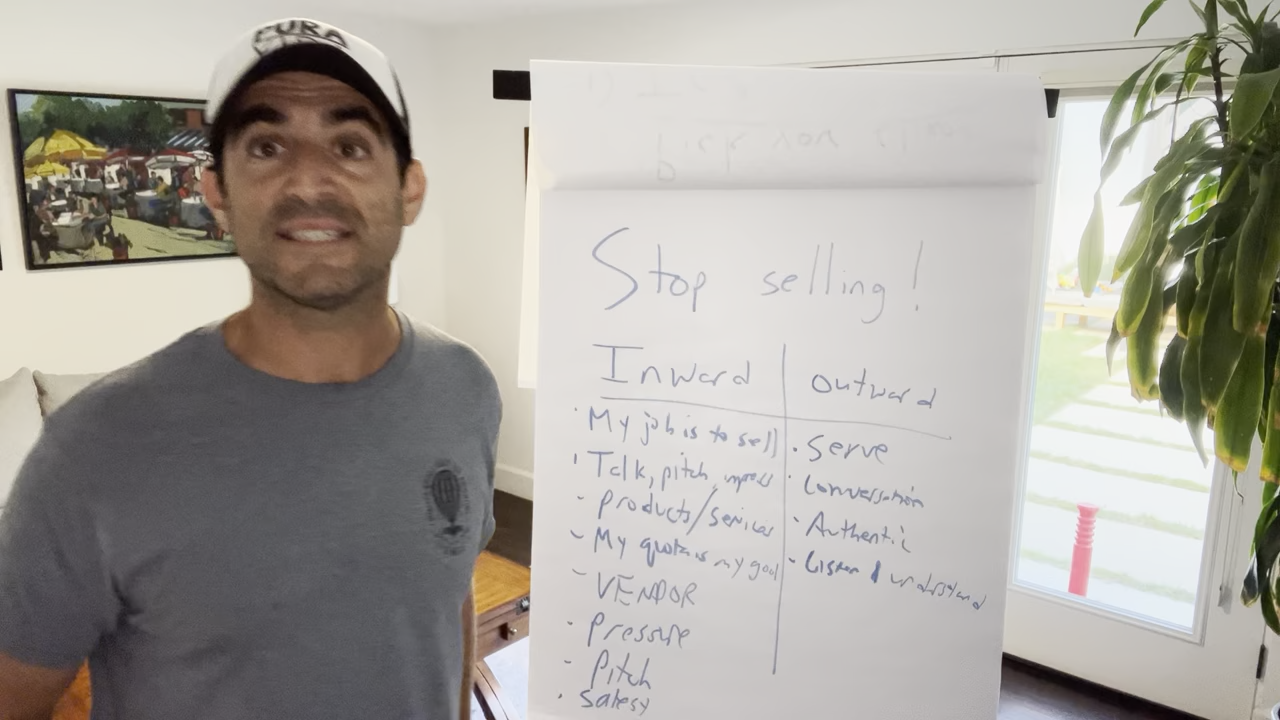 PURA
Stop selling!
Inward
Outward
· My job is to sell
· Talk, pitch, impress
- Products/Services
- My quota is my goal
- VENDOR
- Pressure
- Pitch
· Salesy
· Serve
· Conversation
· Authentic
- Listen & understand